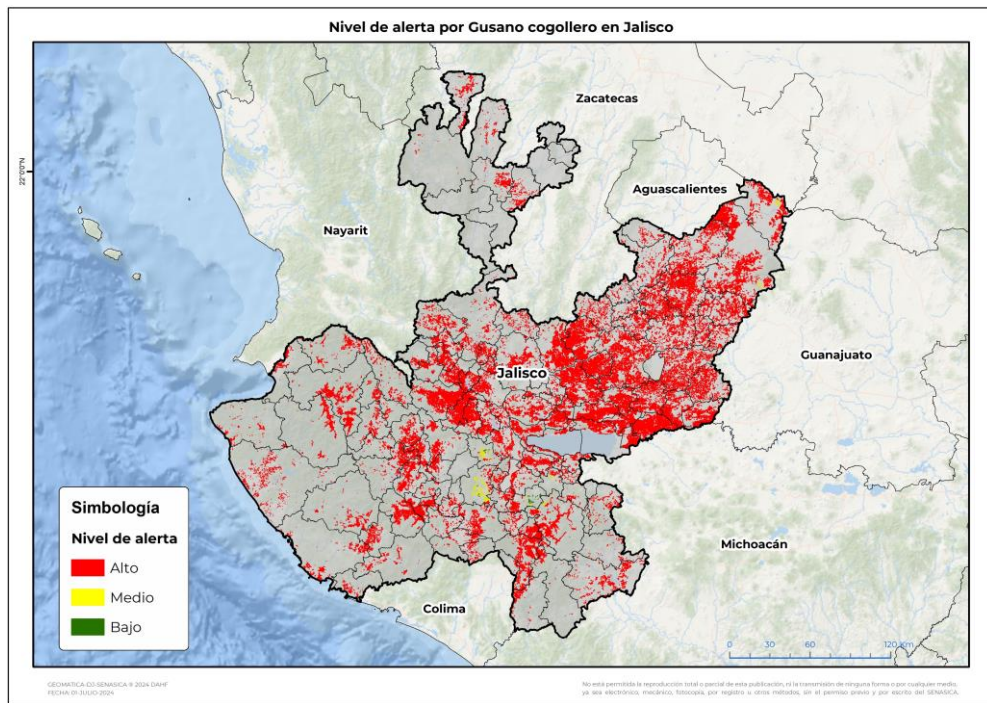 Nivel de alerta por Gusano cogollero en Jalisco
Zacatecas
22°0'0"N
Aguascalientes
Nayarit
Guanajuato
Jalisco
Simbología
Nivel de alerta
Alto
Medio
Bajo
Michoacán
Colima
0 30 60 120 Km
GEOMÁTICA-CO-SENASICA ® 2024 DAHF
FECHA 01-JULIO-2024
No está permitida la reproducción total o parcial de esta publicación, ni la transmisión de ninguna forma o por cualquier medio,
ya sea electrónico, mecánico, fotocopia, por registro u otros métodos, sin el permiso previo y por escrito del SENASICA.